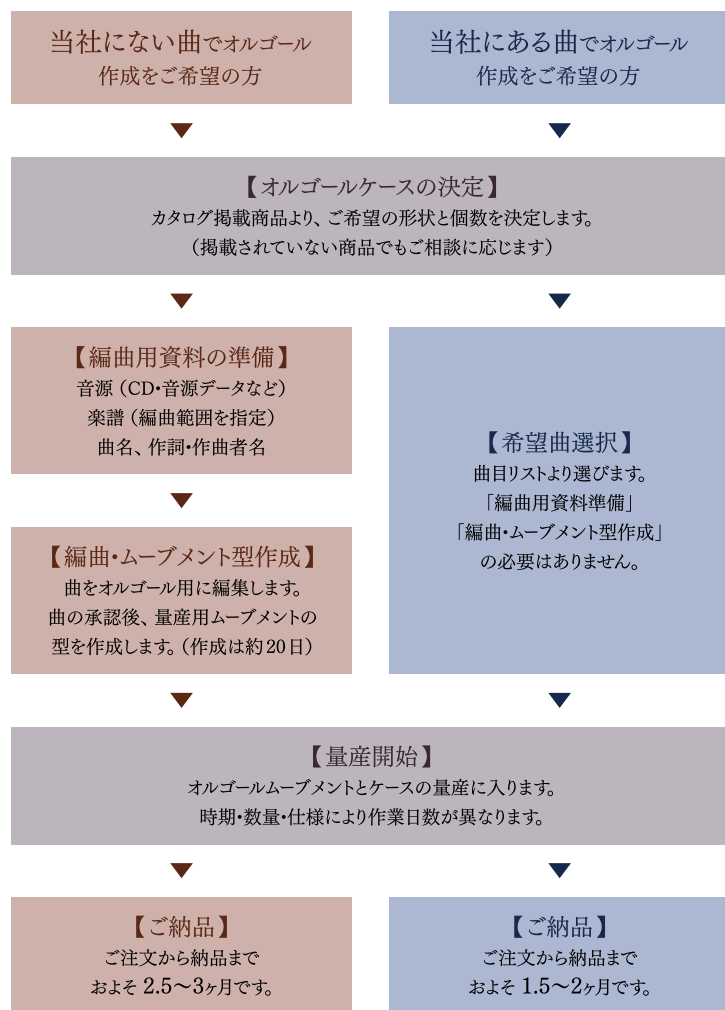 当社にない曲でオルゴール
作成をご希望の方
当社にある曲でオルゴール
作成をご希望の方
【オルゴールケースの決定】
カタログ掲載商品より、ご希望の形状と個数を決定します。
（掲載されていない商品でもご相談に応じます）
【編曲用資料の準備】
音源（CD・音源データなど）
楽譜（編曲範囲を指定）
曲名、作詞・作曲者名
【編曲・ムーブメント型作成】
曲をオルゴール用に編集します。
曲の承認後、量産用ムーブメントの
型を作成します。（作成は約20日）
【希望曲選択】
曲目リストより選びます。
「編曲用資料準備」
「編曲・ムーブメント型作成」
の必要はありません。
【量産開始】
オルゴールムーブメントとケースの量産に入ります。
時期・数量・仕様により作業日数が異なります。
【ご納品】
ご注文から納品まで
およそ 2.5〜3ヶ月です。
【ご納品】
ご注文から納品まで
およそ 1.5〜2ヶ月です。